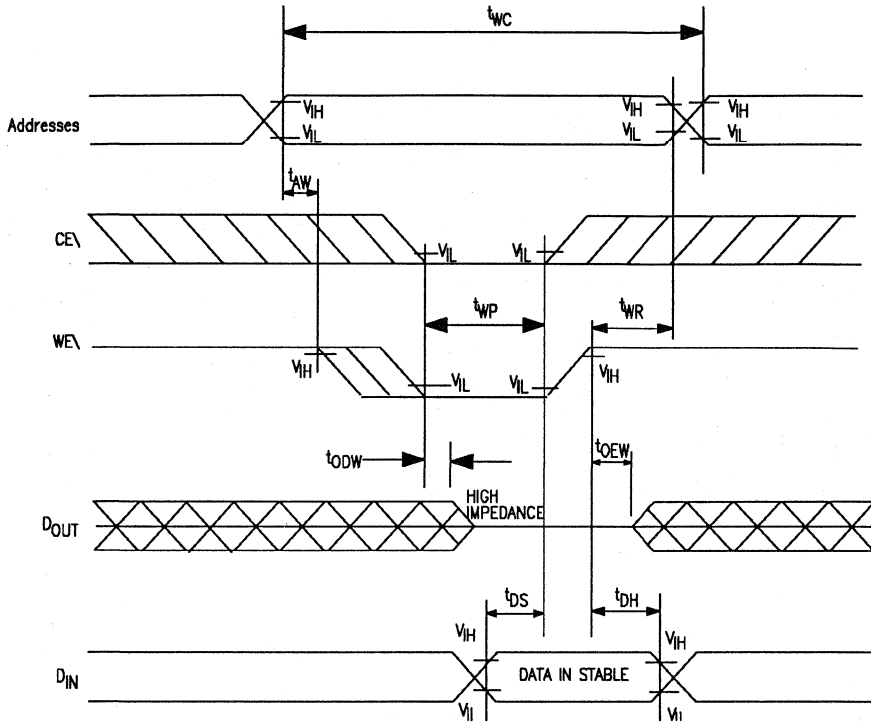 tWC
VIH VIH VIH
Addresses
VIL VIL VIL
tAW
CE\
VIL VIL
tWP tWR
WE\
VIH VIL VIL VIH
tODW tOEW
HIGH
IMPEDANCE
DOUT
tDS tDH
VIH VIH
DIN DATA IN STABLE
VIL VIL